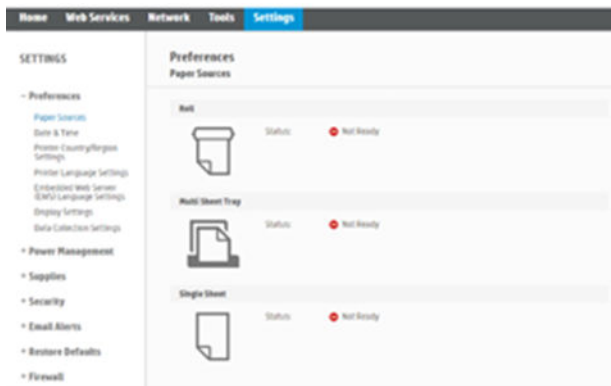 Home Web Services Network Tools Settings
SETTINGS
- Preferences
Paper Sources
Date & Time
Printer Country/Region
Settings
Printer Language Settings
Embedded Web Server
(EWS) Language Settings
Display Settings
Data Collection Settings
+ Power Management
+ Supplies
+ Security
+ Email Alerts
+ Restore Defaults
+ Firewall
Preferences
Paper Sources
Roll
Status: Not Ready
Multi Sheet Tray
Status: Not Ready
Single Sheet
Status: Not Ready